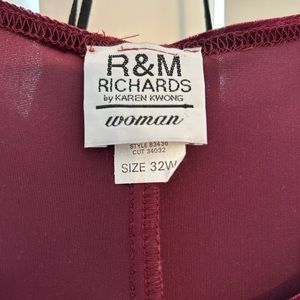 R&M
RICHARDS
by KAREN KWONG
woman
STYLE 83436
CUT 34032
SIZE 32W